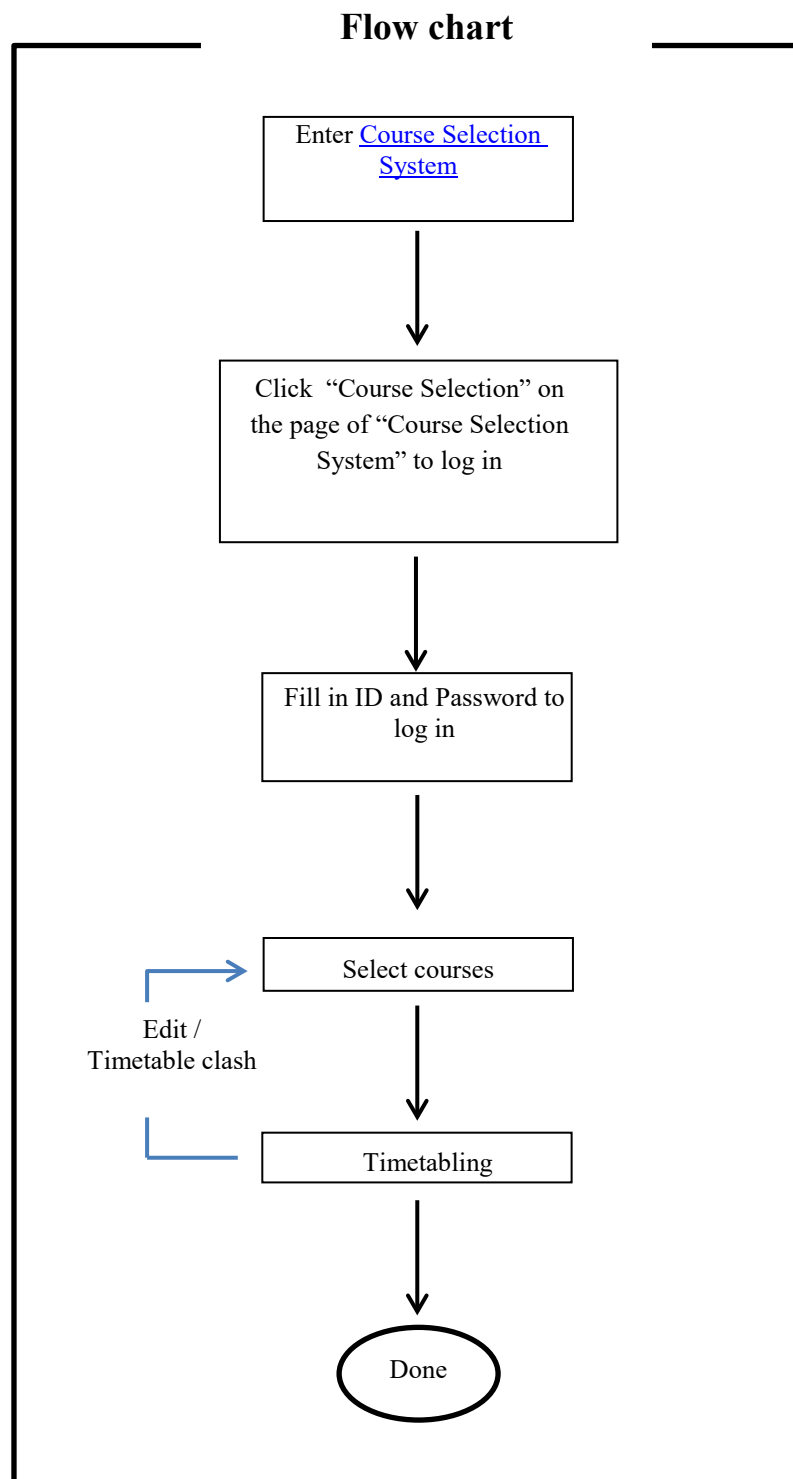 Flow chart
Enter Course Selection
System
Click “Course Selection” on
the page of “Course Selection
System” to log in
Fill in ID and Password to
log in
Select courses
Edit /
Timetable clash
Timetabling
Done